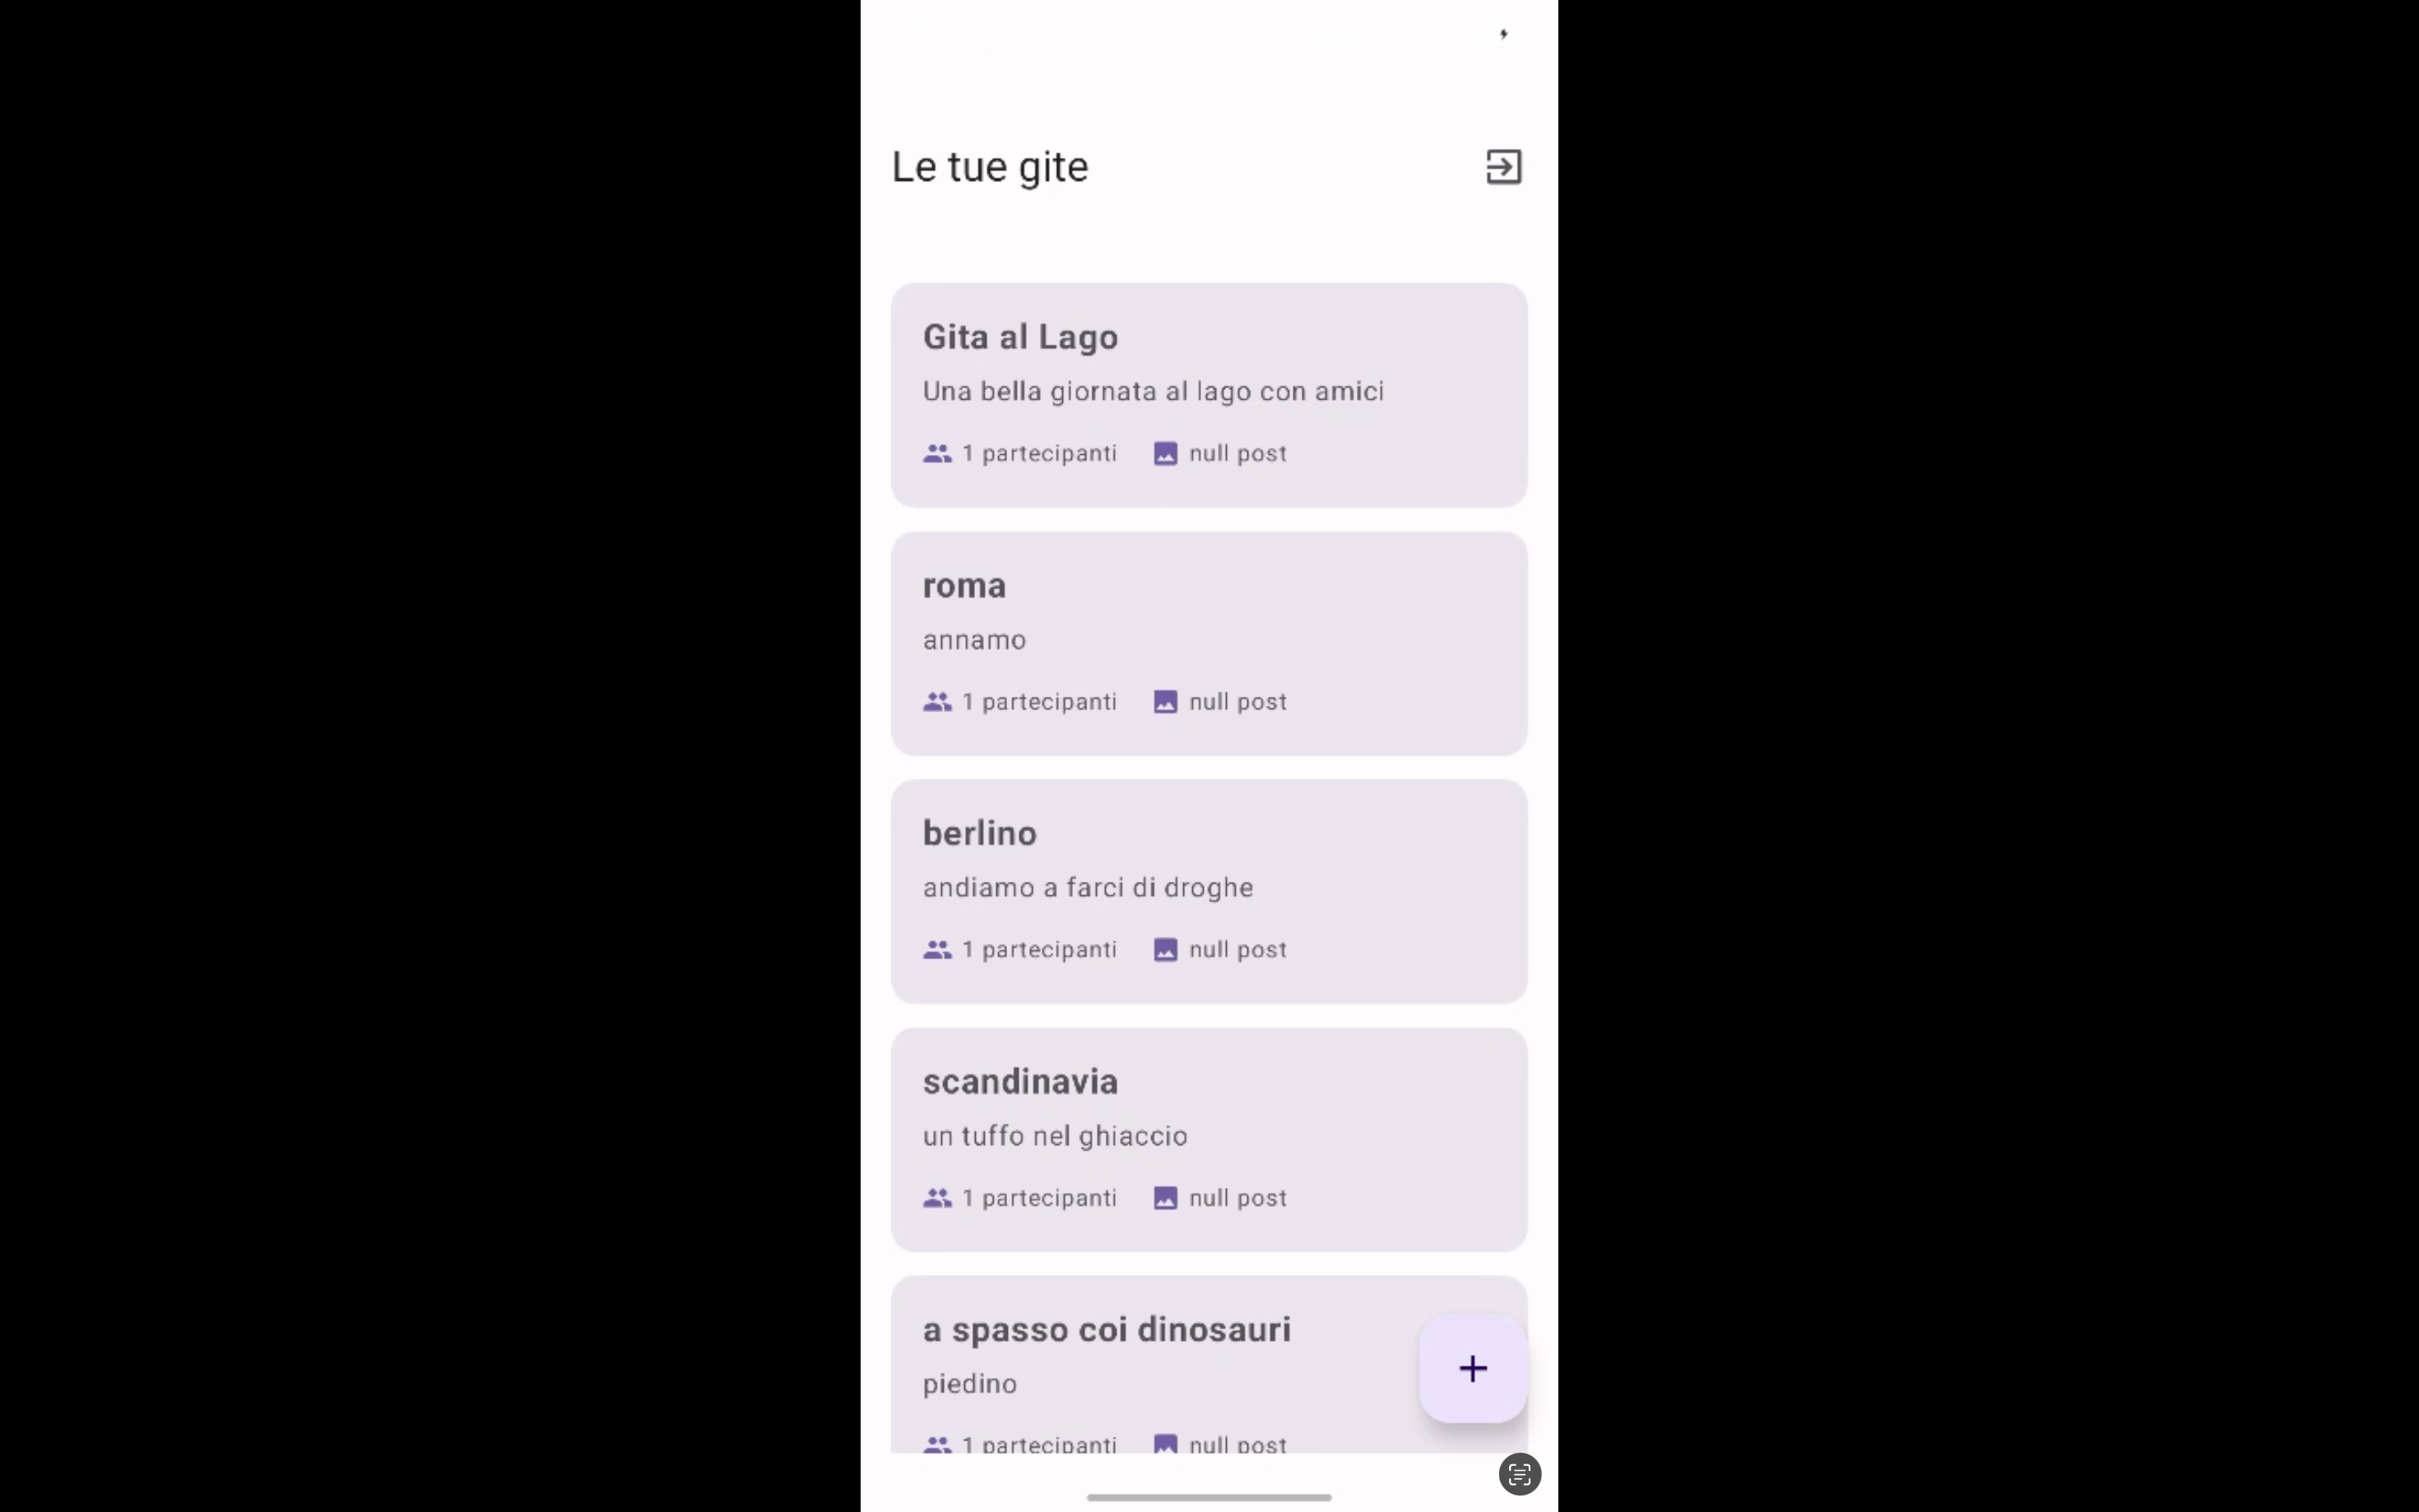 Le tue gite
Gita al Lago
Una bella giornata al lago con amici
1 partecipanti null post
roma
annamo
1 partecipanti null post
berlino
andiamo a farci di droghe
1 partecipanti null post
scandinavia
un tuffo nel ghiaccio
1 partecipanti null post
a spasso coi dinosauri
piedino
1 partecipanti null post